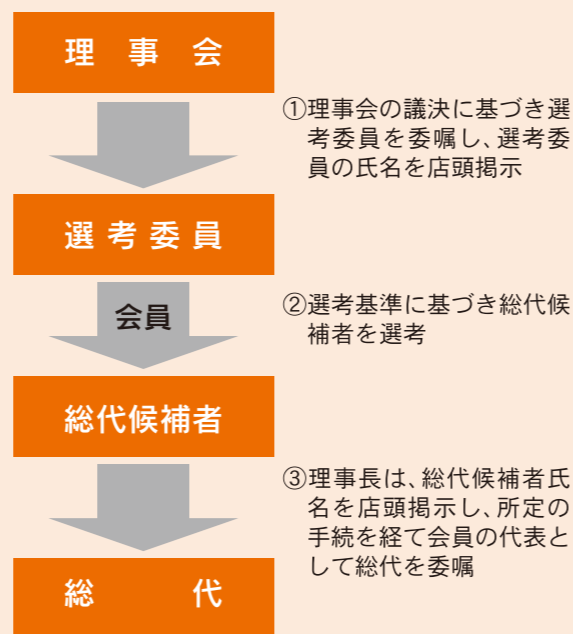 理事会
①理事会の議決に基づき選
考委員を委嘱し、選考委
員の氏名を店頭掲示
選考委員
会員
②選考基準に基づき総代候
補者を選考
総代候補者
③理事長は、総代候補者氏
名を店頭掲示し、所定の
手続を経て会員の代表と
して総代を委嘱
総代